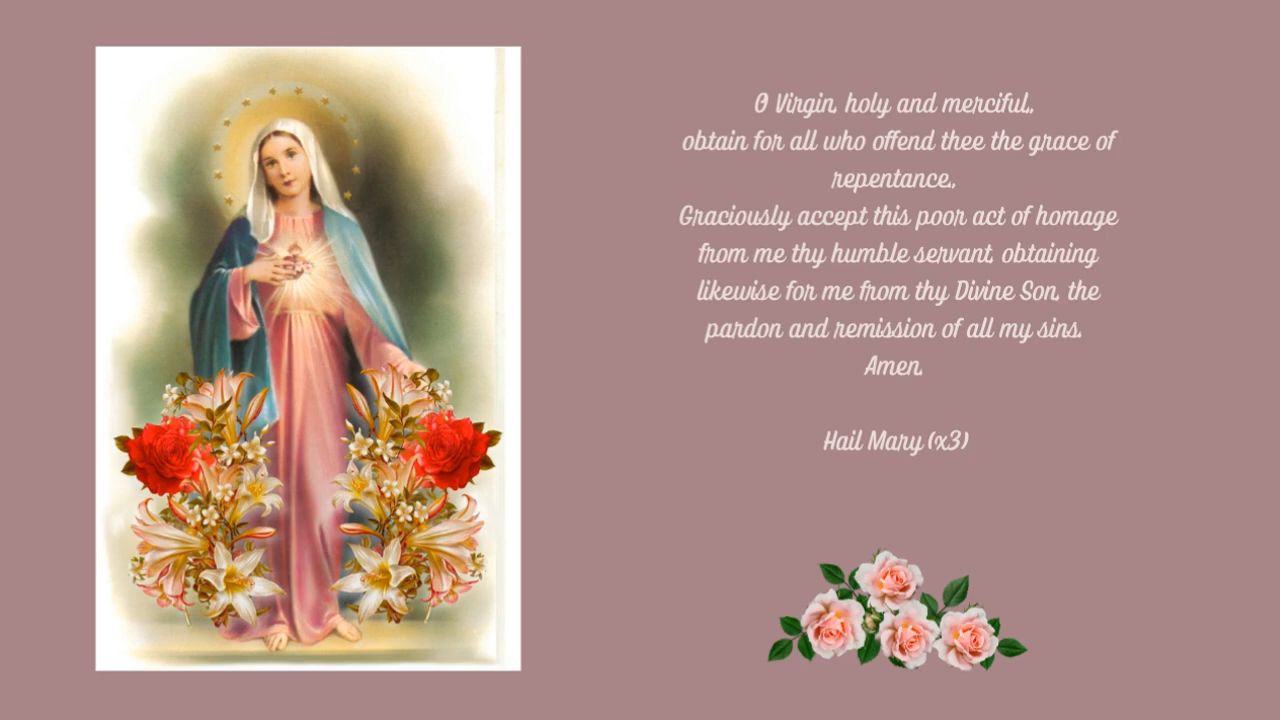 O Virgin, holy and merciful,,
obtain for all who offend thee the grace of
repentance.,
Graciously accept this poor act of homage
from me thy humble servant, obtaining
likewise for me from thy Divine Son, the
pardon and remission of all my sins.
Amen.
Hail Mary (x3)